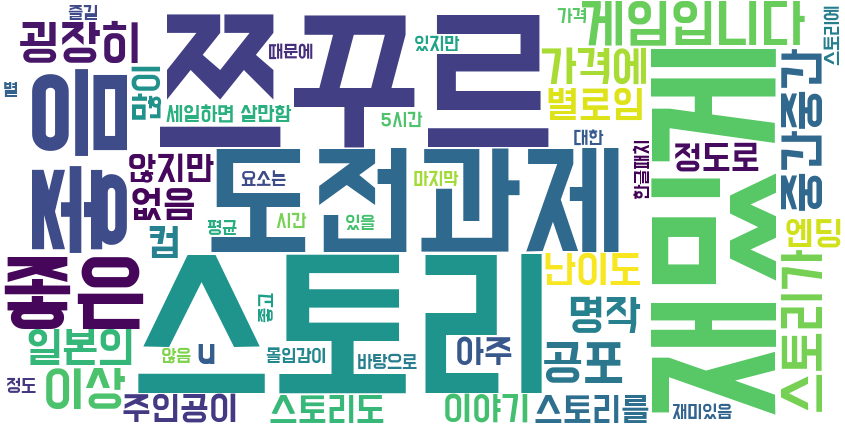 즐김
가격
굉장히
쯔꾸르
때문에
있지만
게임입니다
스토리에
별
많이
세일하면 살만함
5시간
가격에
별로임
재밌고
중간중간
좋음
않지만
없음
요소는
도전과제
마지막
대한
한글패치
정도로
컴
평균
시간
있을
엔딩
좋은
좋고
스토리
난이도
스토리가
명작
일본의
u
않음
몰입감이
바탕으로
아주
공포
정도
이상
주인공이
스토리도
이야기
스토리를
재미있음